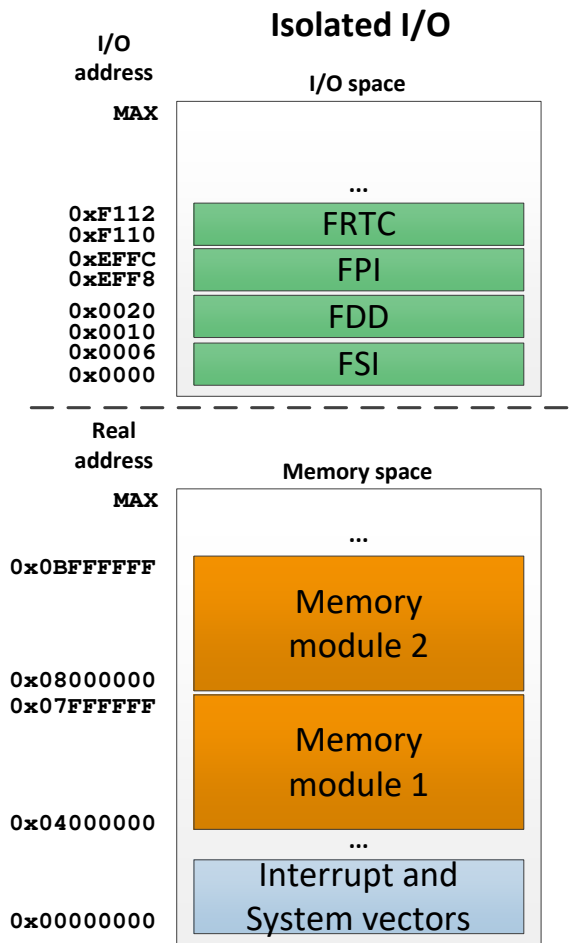 Isolated I/O
I/O
address
I/O space
MAX
...
0xF112
0xF110
FRTC
0xEFFC
0xEFF8
FPI
0x0020
0x0010
FDD
0x0006
0x0000
FSI
Real
address
Memory space
MAX
...
0x0BFFFFFF
Memory
module 2
0x08000000
0x07FFFFFF
Memory
module 1
0x04000000
...
Interrupt and
System vectors
0x00000000